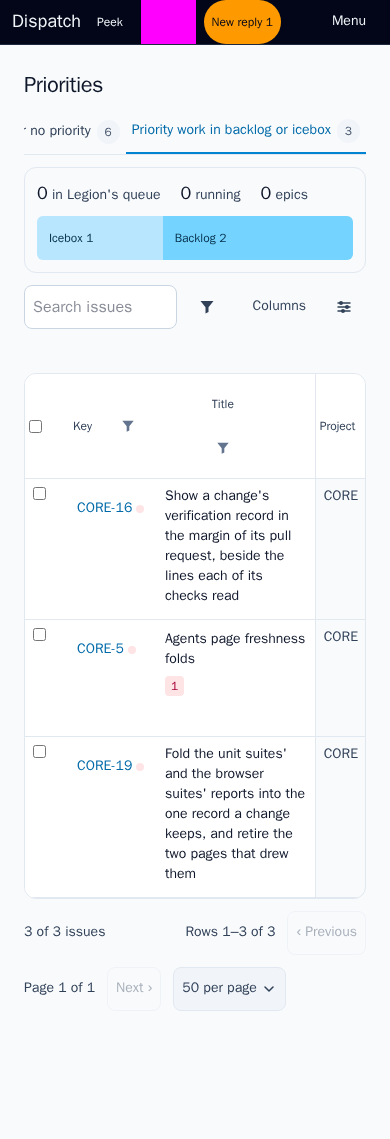 Dispatch Peek New reply 1 Menu
Priorities
r no priority 6 Priority work in backlog or icebox 3
0 in Legion's queue 0 running 0 epics
Icebox 1 Backlog 2
Search issues Columns
Title
Key Project
CORE-16 Show a change's CORE
verification record in
the margin of its pull
request, beside the
lines each of its
checks read
CORE-5 Agents page freshness CORE
folds
1
CORE-19 Fold the unit suites' CORE
and the browser
suites' reports into the
one record a change
keeps, and retire the
two pages that drew
them
3 of 3 issues Rows 1–3 of 3 ‹ Previous
Page 1 of 1 Next › 50 per page